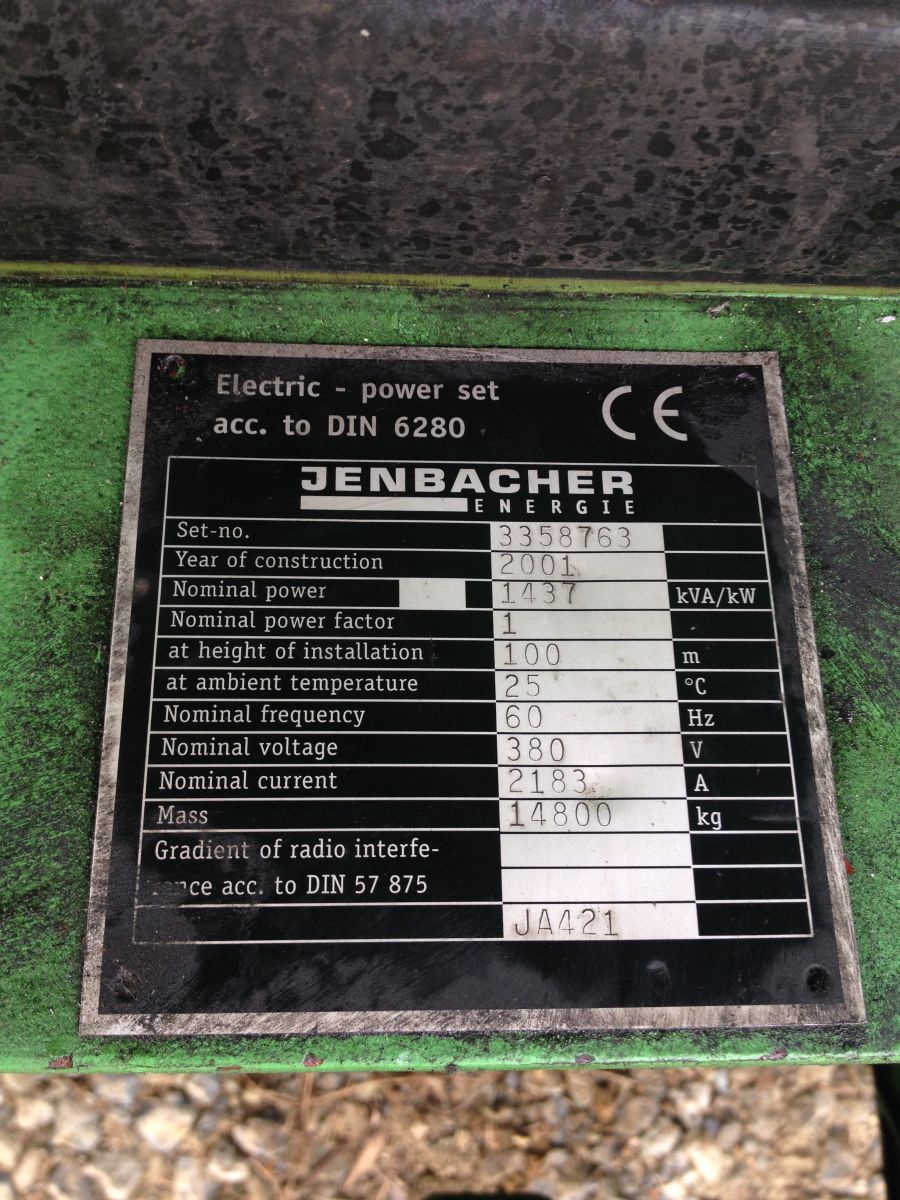 Electric - power set
acc. to DIN 6280
CE
JENBACHER
ENERGIE
Set-no. 3358763
Year of construction 2001
Nominal power 1437 kVA/kW
Nominal power factor 1
at height of installation 100 m
at ambient temperature 25 °C
Nominal frequency 60 Hz
Nominal voltage 380 V
Nominal current 2183 A
Mass 14800 kg
Gradient of radio interfe-
rence acc. to DIN 57 875
JA421